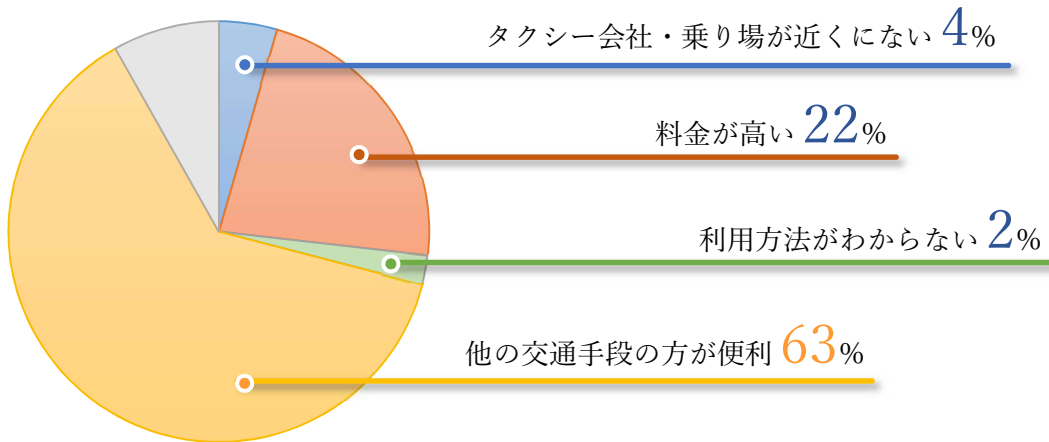 タクシー会社・乗り場が近くにない 4%
料金が高い 22%
利用方法がわからない 2%
他の交通手段の方が便利 63%